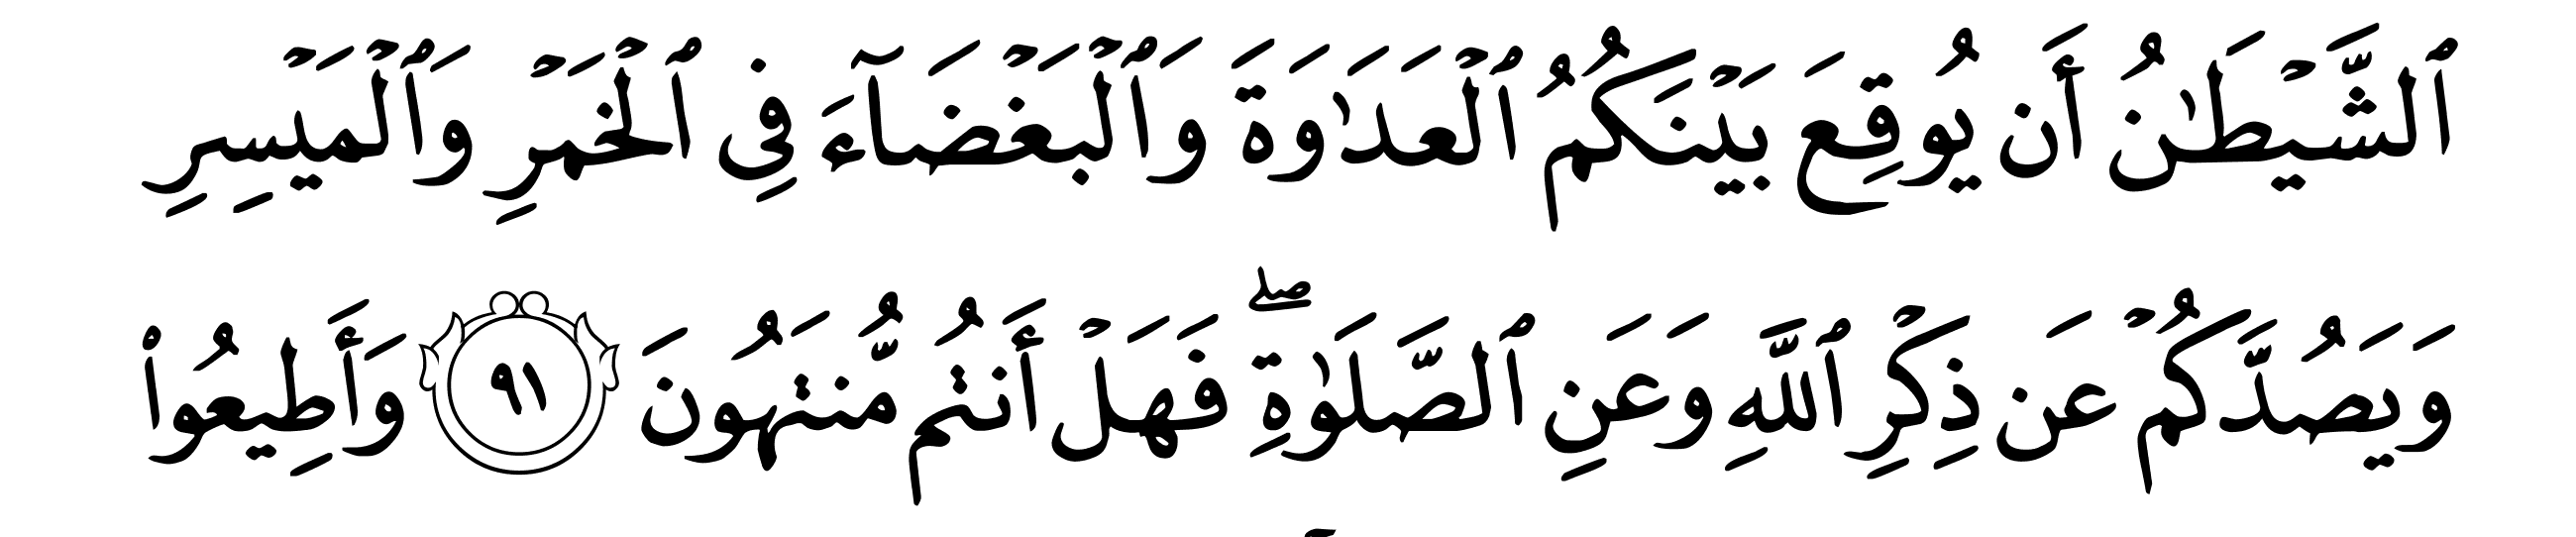 ٱلشَّيۡطَٰنُ أَن يُوقِعَ بَيۡنَكُمُ ٱلۡعَدَٰوَةَ وَٱلۡبَغۡضَآءَ فِي ٱلۡخَمۡرِ وَٱلۡمَيۡسِرِ
وَيَصُدَّكُمۡ عَن ذِكۡرِ ٱللَّهِ وَعَنِ ٱلصَّلَوٰةِۖ فَهَلۡ أَنتُم مُّنتَهُونَ ٩١ وَأَطِيعُواْ